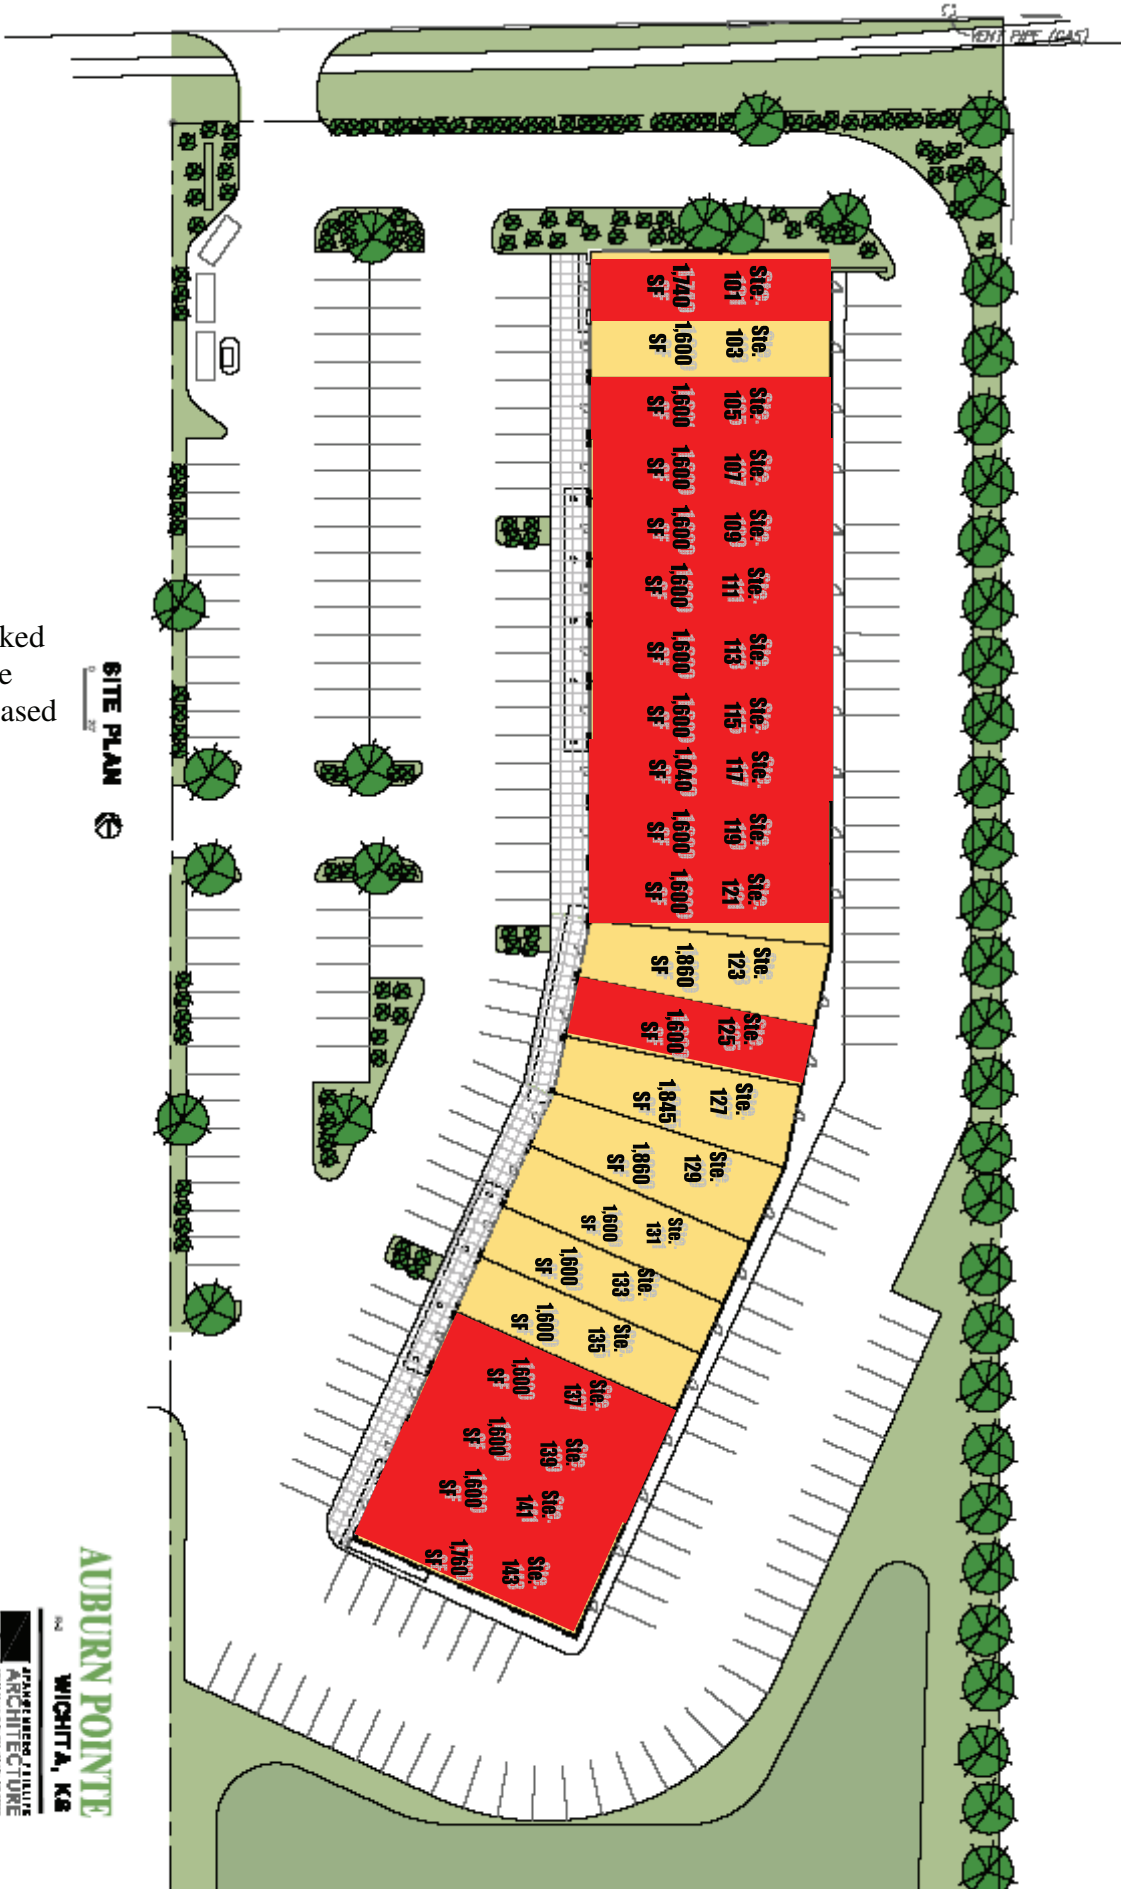 VENT PIPE (GAS)
Ste.
101
1,740
SF
Ste.
103
1,600
SF
Ste.
105
1,600
SF
Ste.
107
1,600
SF
Ste.
109
1,600
SF
Ste.
111
1,600
SF
Ste.
113
1,600
SF
Ste.
115
1,600
SF
Ste.
117
1,040
SF
Ste.
119
1,600
SF
Ste.
121
1,600
SF
Ste.
123
1,860
SF
Ste.
125
1,600
SF
Ste.
127
1,845
SF
Ste.
129
1,860
SF
Ste.
131
1,600
SF
Ste.
133
1,600
SF
Ste.
135
1,600
SF
Ste.
137
1,600
SF
Ste.
139
1,600
SF
Ste.
141
1,600
SF
Ste.
143
1,760
SF
ked
e
ased
SITE PLAN
AUBURN POINTE
WICHITA, KS
ARCHITECTURE